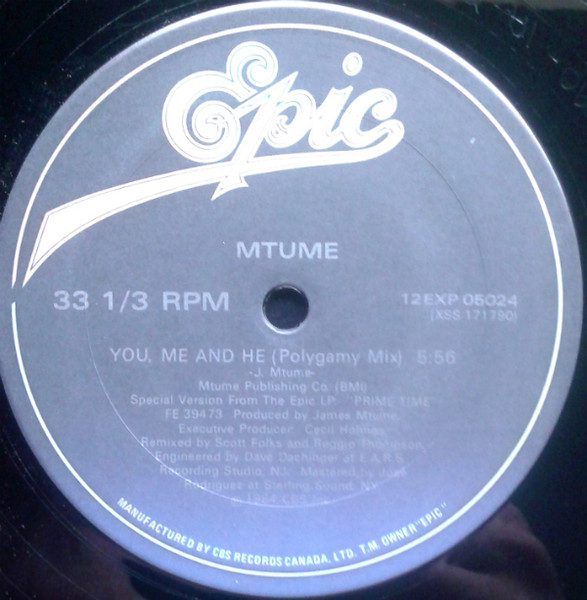 Epic
MTUME
33 1/3 RPM
12EXP 05024
(XSS 171780)
YOU, ME AND HE (Polygamy Mix) 5:56
-J. Mtume-
Mtume Publishing Co. (BMI)
Special Version From The Epic LP: "PRIME TIME"
FE 39473 Produced by James Mtume
Executive Producer: Cecil
Remixed by Scott Folks and Reggie Thompson
Engineered by Dave Dachinger at E.A.R.S.
Recording Studio, NJ. Mastered by José
Rodriguez at Sterling Sound, NY.
1984 CBS
MANUFACTURED BY CBS RECORDS CANADA, LTD. T.M. OWNER "EPIC"